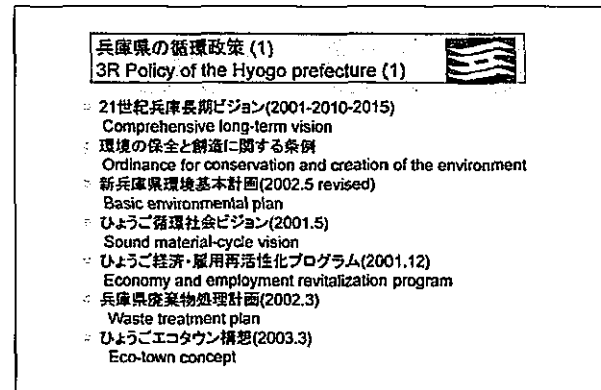 兵庫県の循環政策 (1)
3R Policy of the Hyogo prefecture (1)
21世紀兵庫長期ビジョン(2001-2010-2015)
Comprehensive long-term vision
環境の保全と創造に関する条例
Ordinance for conservation and creation of the environment
新兵庫県環境基本計画(2002.5 revised)
Basic environmental plan
ひょうご循環社会ビジョン(2001.5)
Sound material-cycle vision
ひょうご経済・雇用再活性化プログラム(2001.12)
Economy and employment revitalization program
兵庫県廃棄物処理計画(2002.3)
Waste treatment plan
ひょうごエコタウン構想(2003.3)
Eco-town concept